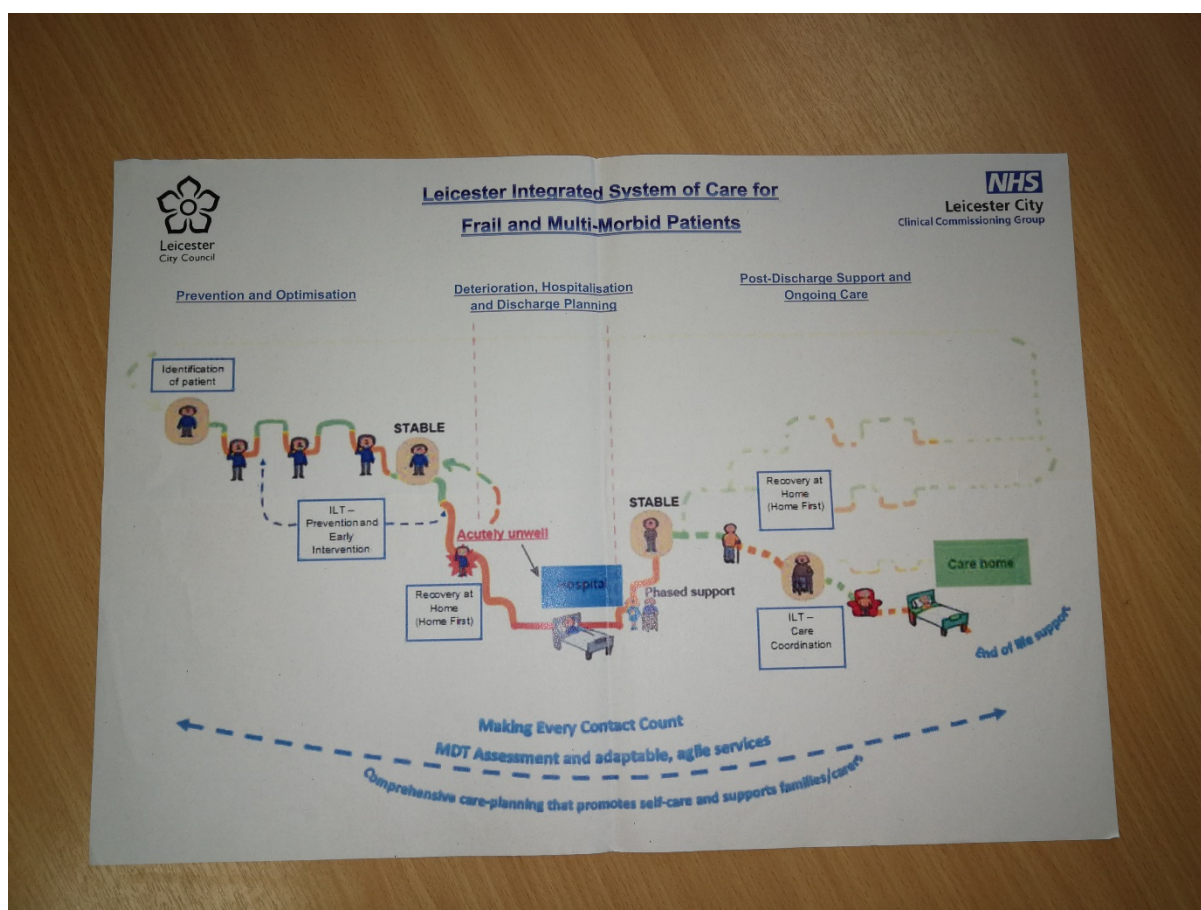 Leicester
City Council
Leicester Integrated System of Care for
Frail and Multi-Morbid Patients
NHS
Leicester City
Clinical Commissioning Group
Prevention and Optimisation
Deterioration, Hospitalisation
and Discharge Planning
Post-Discharge Support and
Ongoing Care
Identification
of patient
STABLE
ILT –
Prevention and
Early
Intervention
Acutely unwell
Recovery at
Home
(Home First)
Hospital
STABLE
Phased support
Recovery at
Home
(Home First)
ILT –
Care
Coordination
Care home
End of life support
Making Every Contact Count
MDT Assessment and adaptable, agile services
Comprehensive care-planning that promotes self-care and supports families/carers